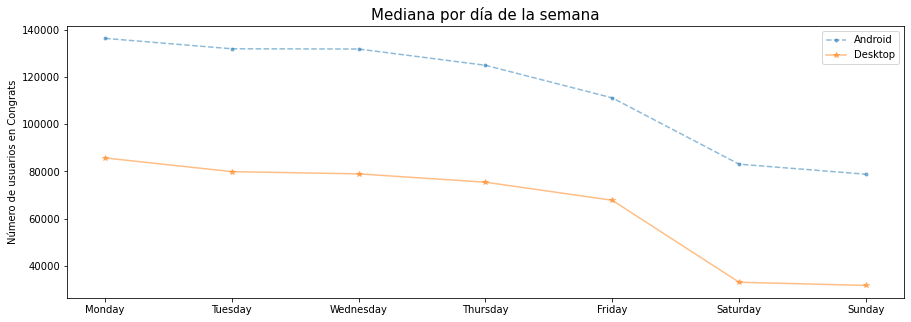 Mediana por día de la semana
Número de usuarios en Congrats
140000
120000
100000
80000
60000
40000
Android
Desktop
Monday
Tuesday
Wednesday
Thursday
Friday
Saturday
Sunday